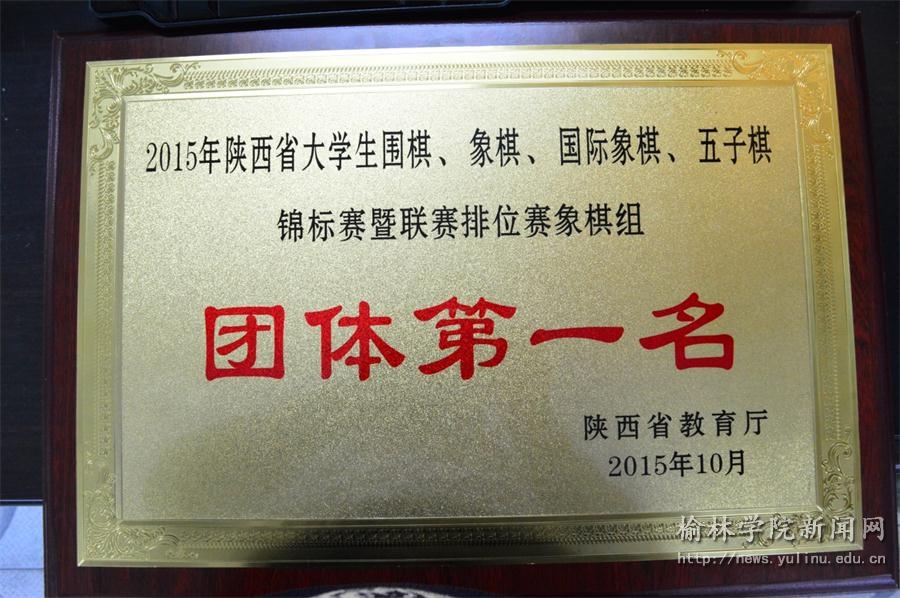 2015年陕西省大学生围棋、象棋、国际象棋、五子棋
锦标赛暨联赛排位赛象棋组
团体第一名
陕西省教育厅
2015年10月
榆林学院新闻网
http://news.yulinu.edu.cn